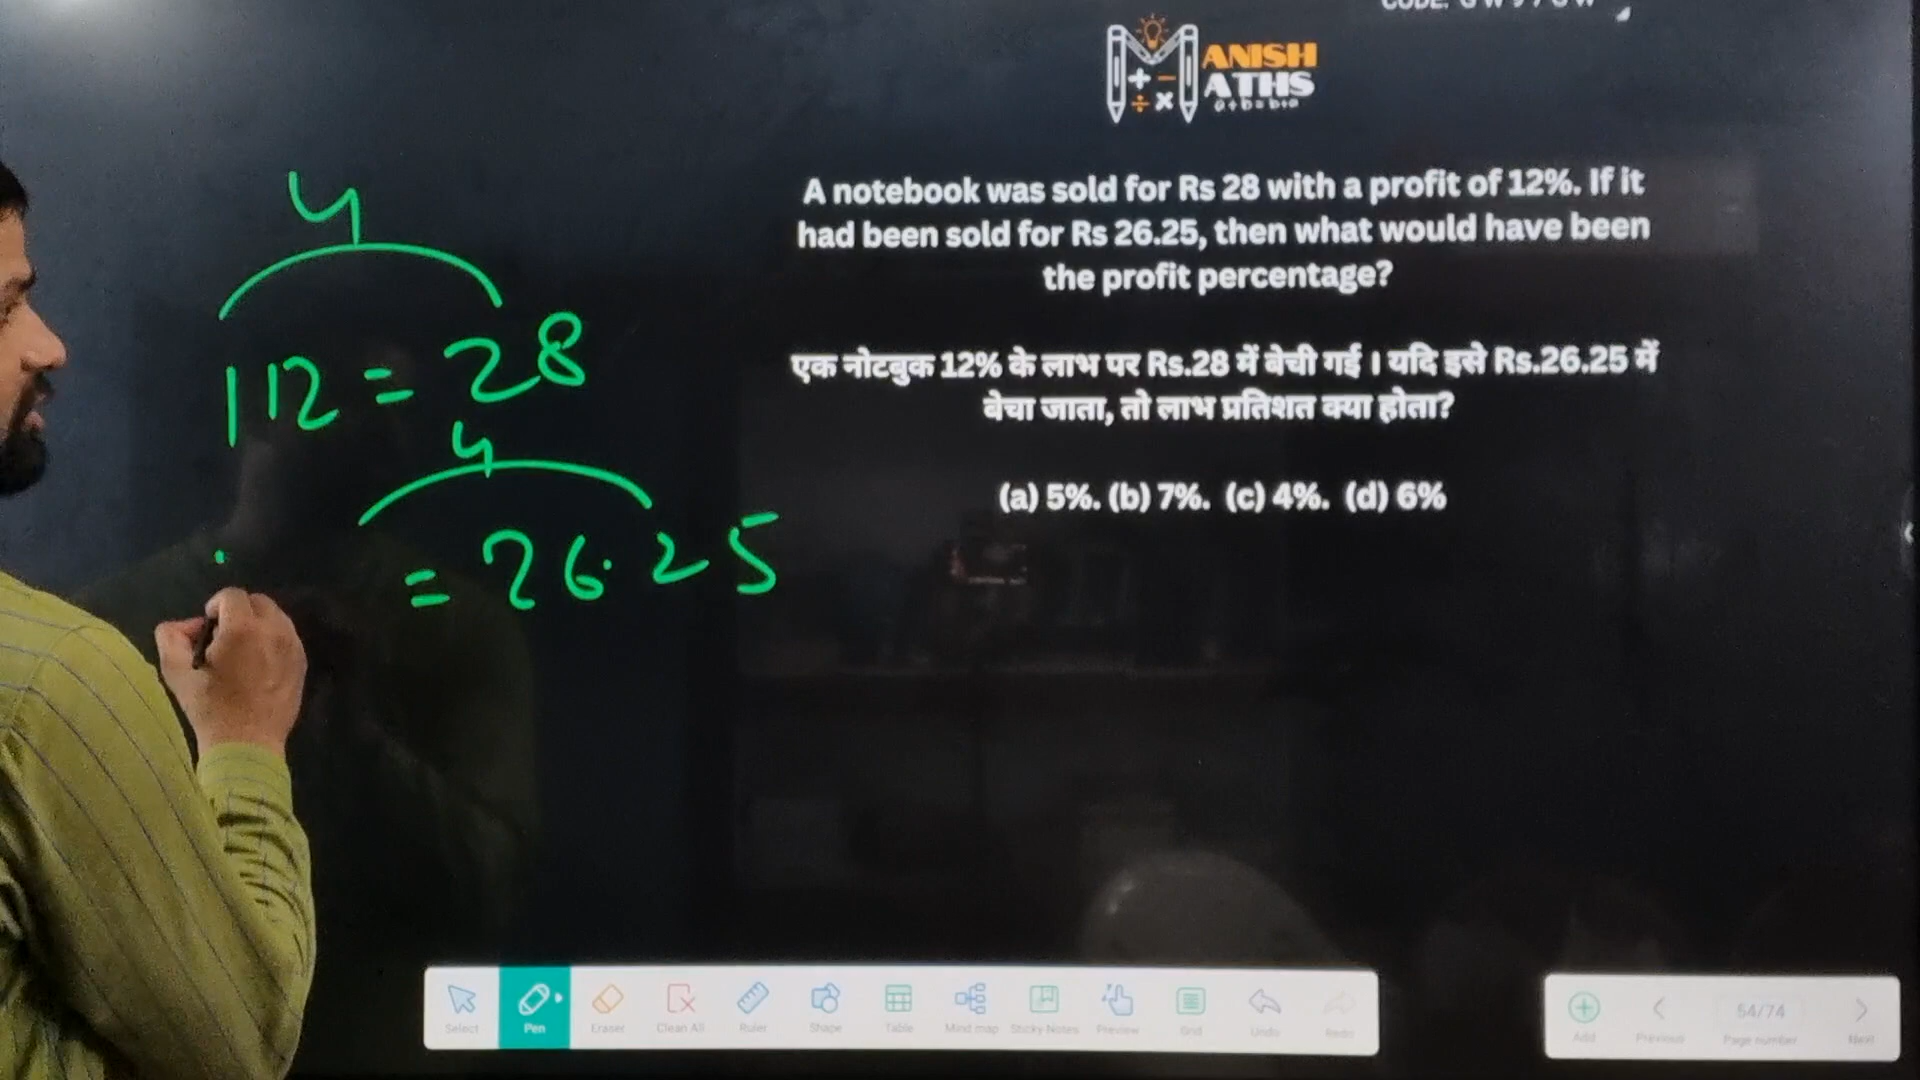 MANISH
MATHS
a+b=b+a
A notebook was sold for Rs 28 with a profit of 12%. If it
had been sold for Rs 26.25, then what would have been
the profit percentage?
एक नोटबुक 12% के लाभ पर Rs.28 में बेची गई । यदि इसे Rs.26.25 में
बेचा जाता, तो लाभ प्रतिशत क्या होता?
(a) 5%. (b) 7%. (c) 4%. (d) 6%
4
112 = 28
4
= 26.25
Select
Pen
Eraser
Clean All
Ruler
Shape
Table
Mind map
Sticky Notes
Preview
Grid
Undo
Redo
Add
Previous
54/74
Page number
Next